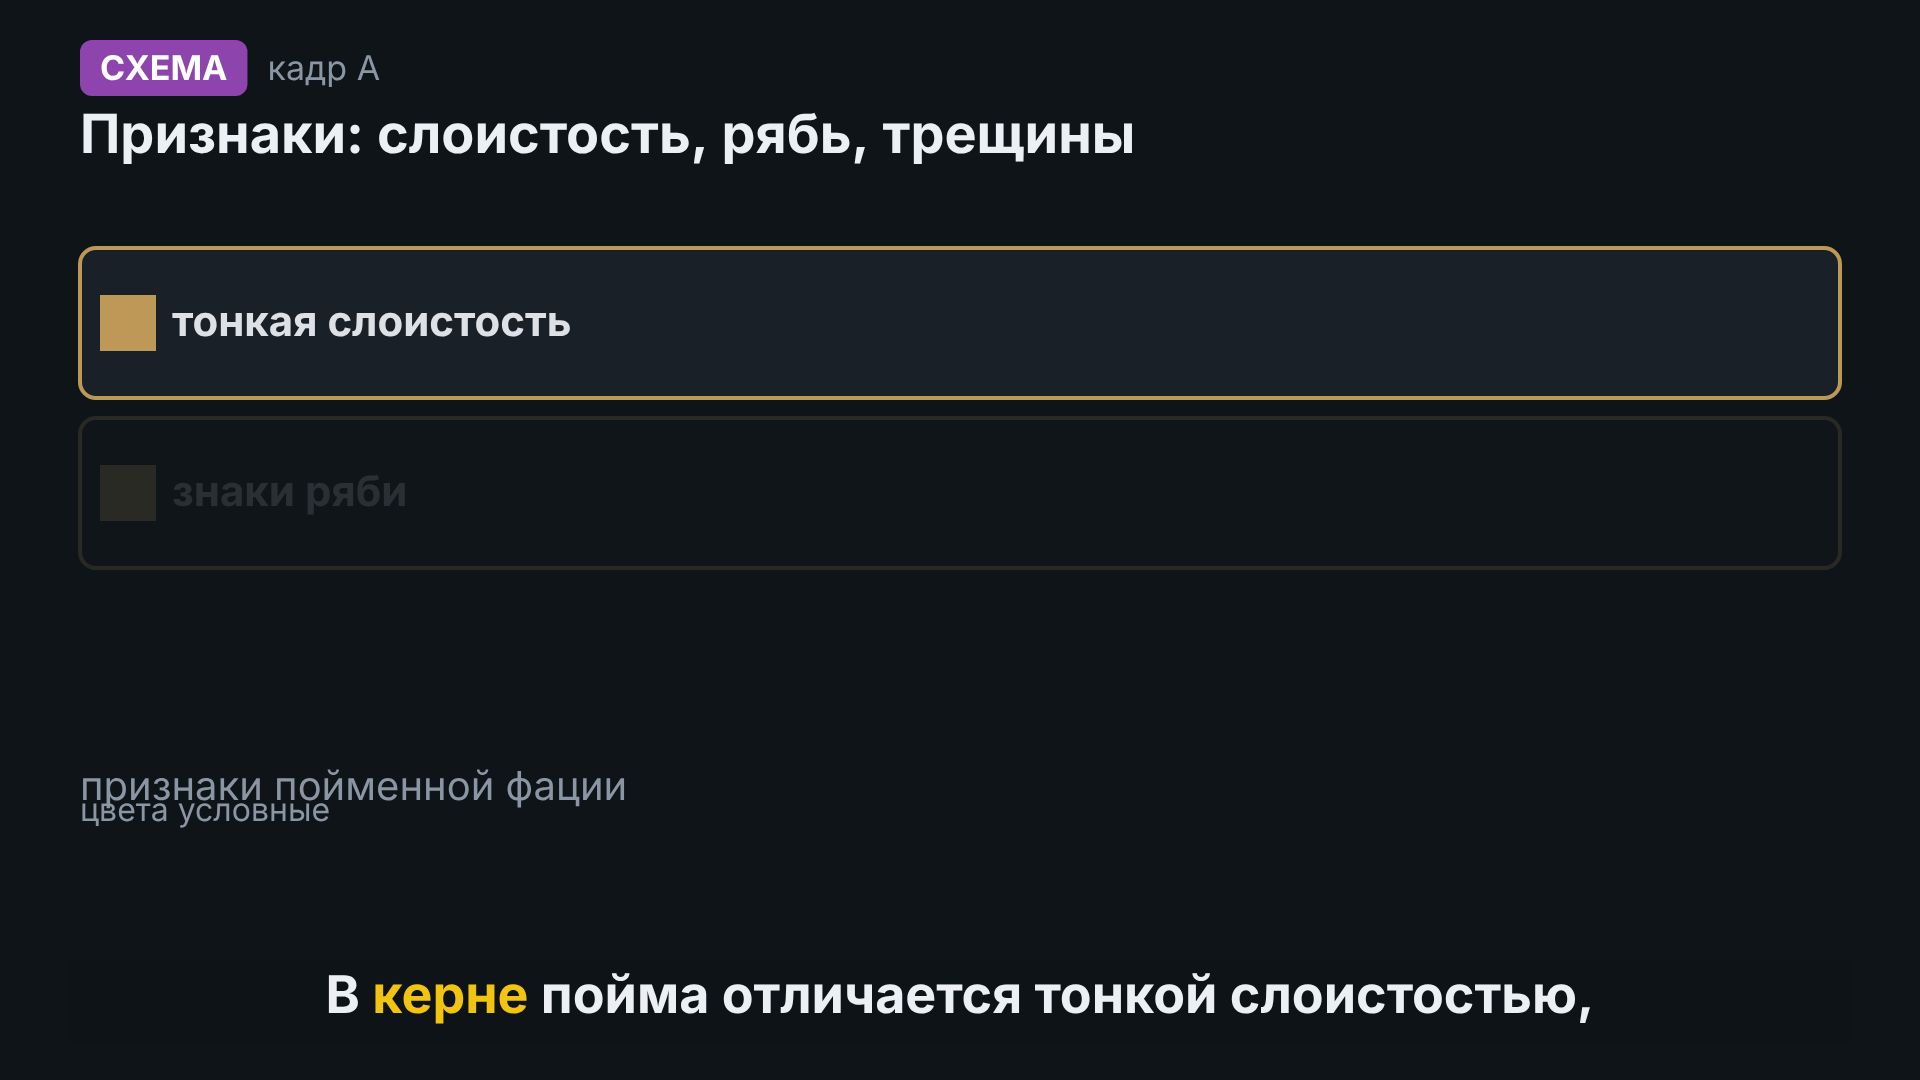 СХЕМА кадр А
Признаки: слоистость, рябь, трещины
тонкая слоистость
знаки ряби
признаки пойменной фации
цвета условные
В керне пойма отличается тонкой слоистостью,